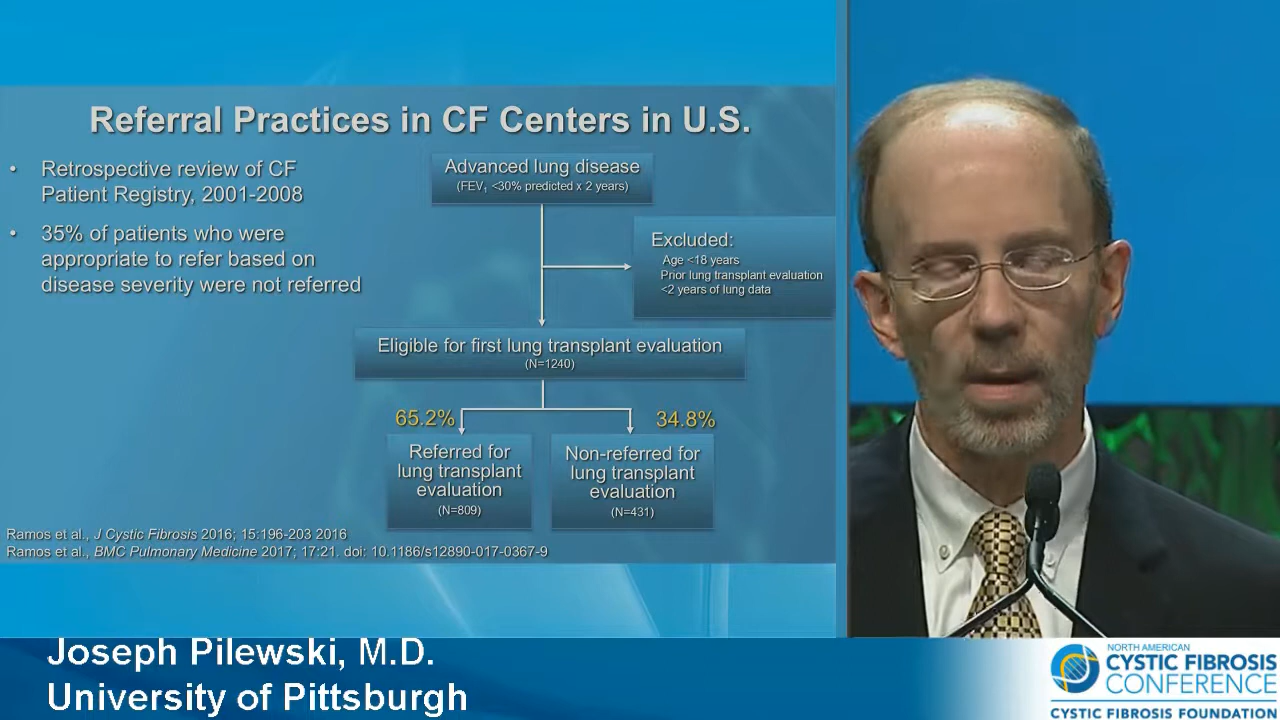 Referral Practices in CF Centers in U.S.
• Retrospective review of CF
Patient Registry, 2001-2008
• 35% of patients who were
appropriate to refer based on
disease severity were not referred
Advanced lung disease
(FEV₁ <30% predicted x 2 years)
Excluded:
Age <18 years
Prior lung transplant evaluation
<2 years of lung data
Eligible for first lung transplant evaluation
(N=1240)
65.2%
34.8%
Referred for
lung transplant
evaluation
(N=809)
Non-referred for
lung transplant
evaluation
(N=431)
Ramos et al., J Cystic Fibrosis 2016; 15:196-203 2016
Ramos et al., BMC Pulmonary Medicine 2017; 17:21. doi: 10.1186/s12890-017-0367-9
Joseph Pilewski, M.D.
University of Pittsburgh
NORTH AMERICAN
CYSTIC FIBROSIS
CONFERENCE
CYSTIC FIBROSIS FOUNDATION